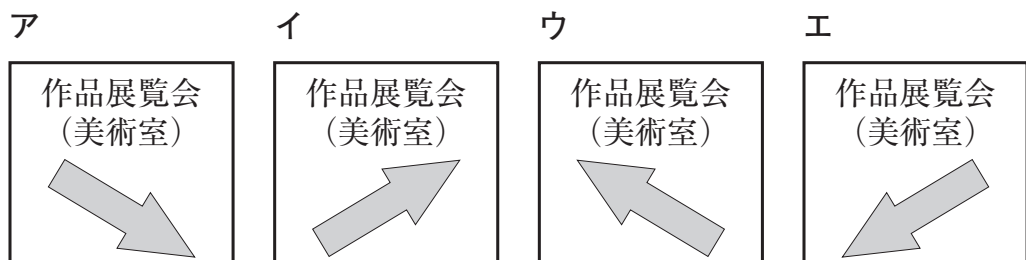 ア イ ウ エ
作品展覧会 作品展覧会 作品展覧会 作品展覧会
（美術室） （美術室） （美術室） （美術室）